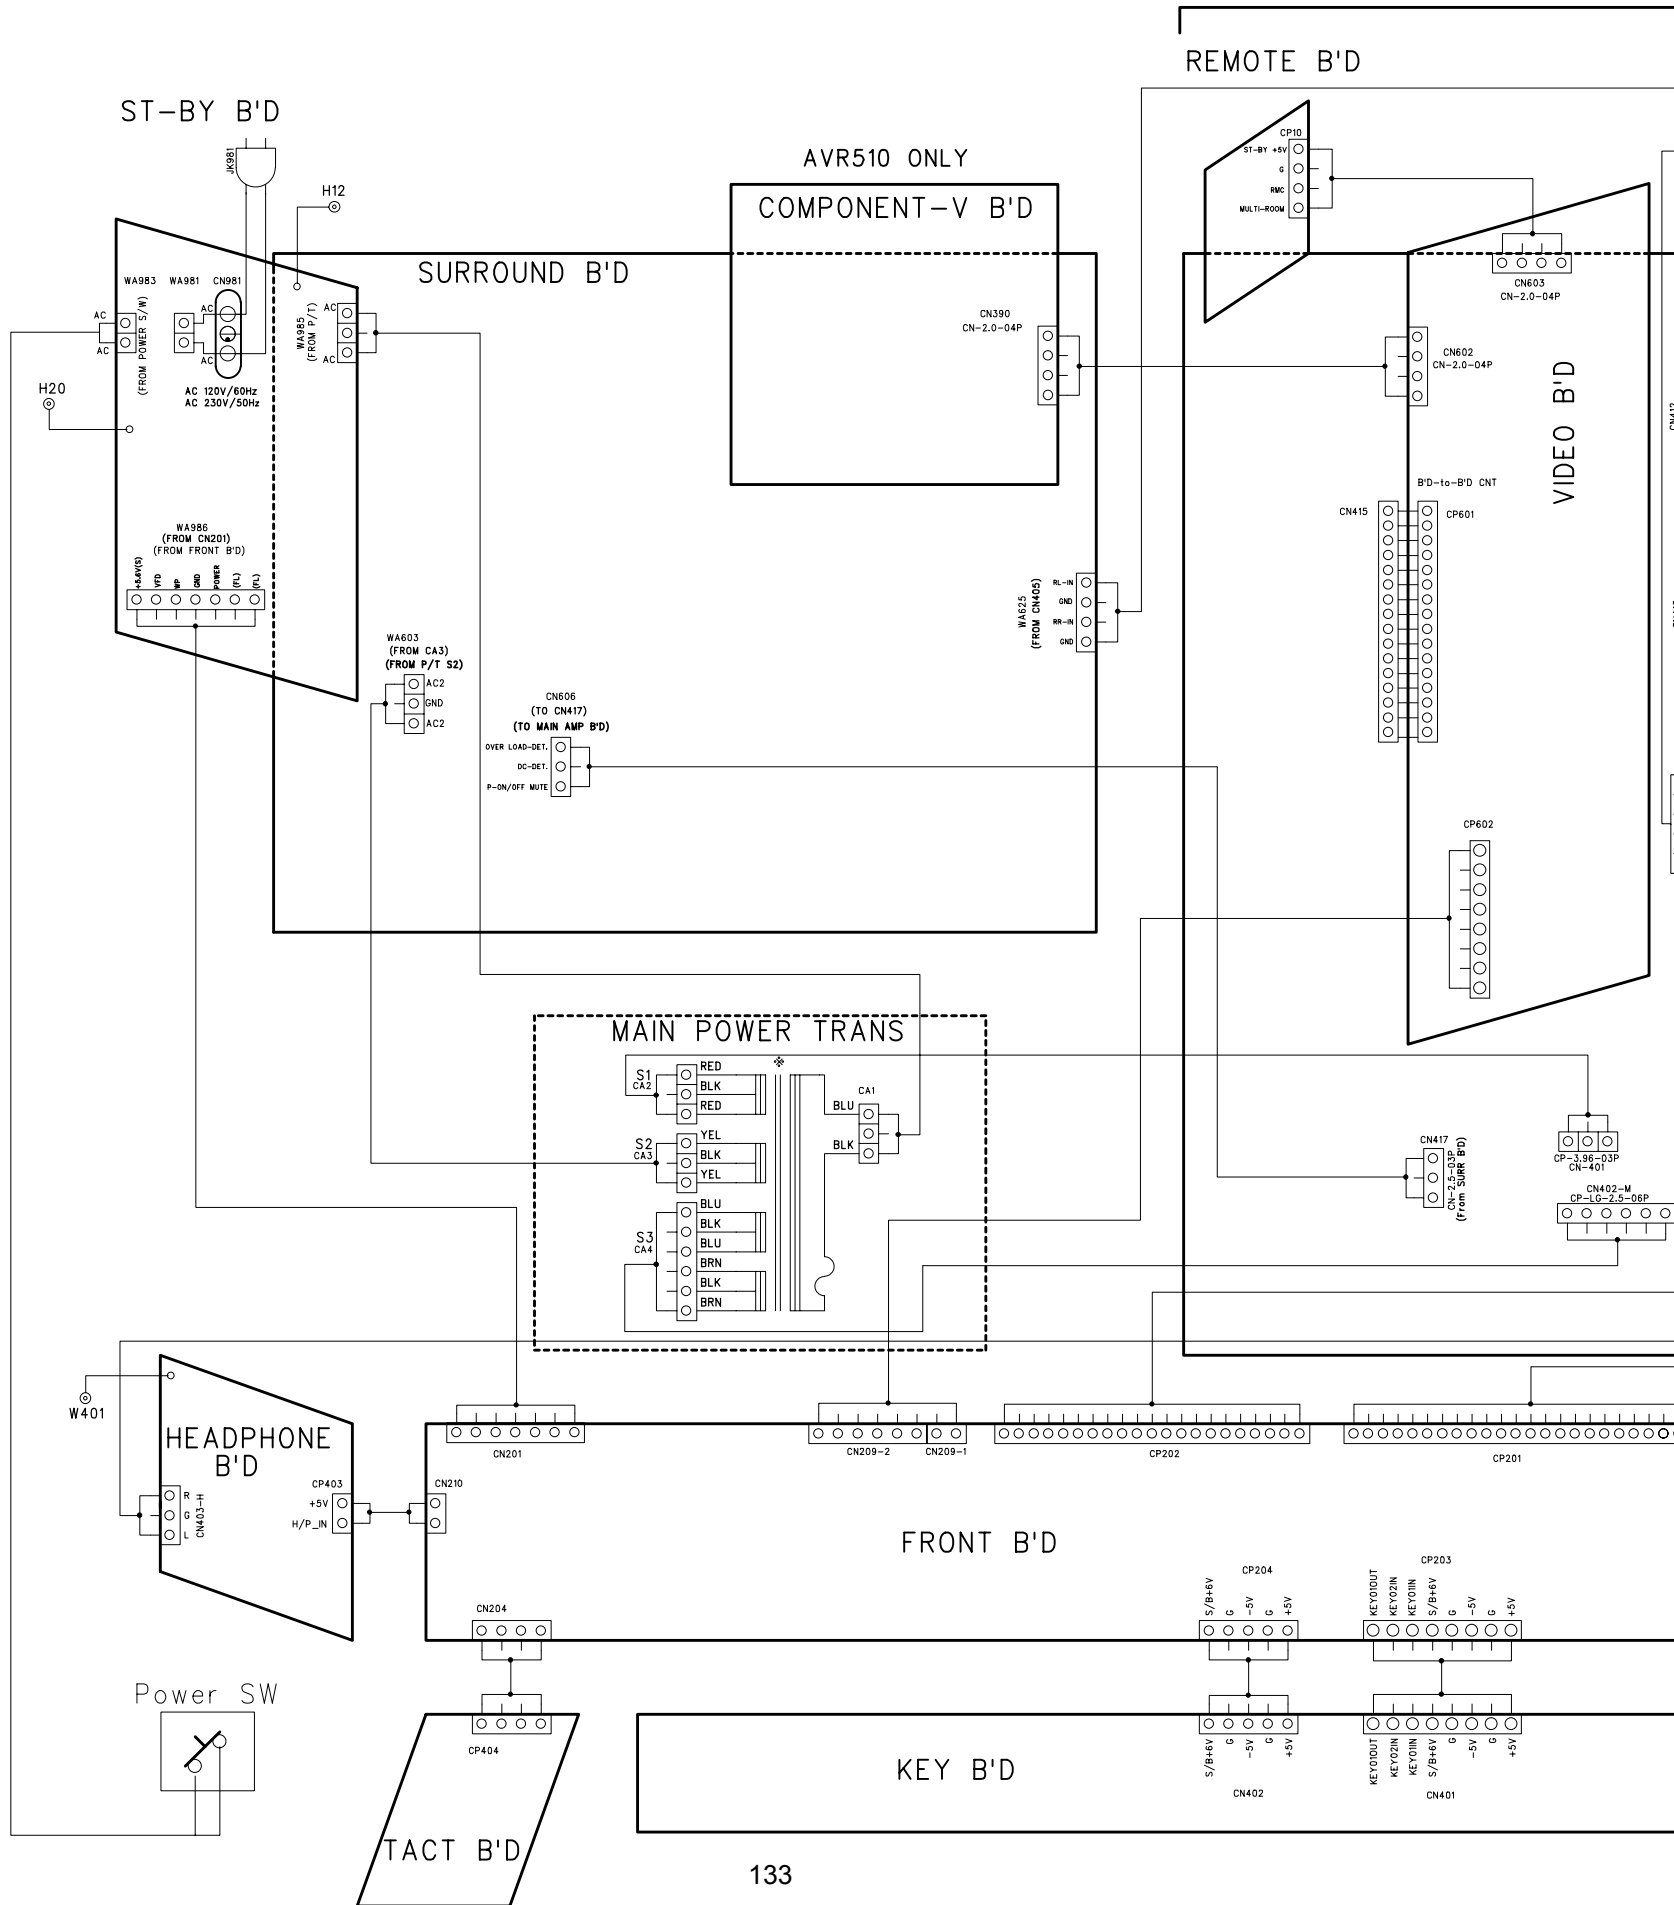 REMOTE B'D
ST-BY B'D
JK981
H12
AVR510 ONLY
COMPONENT-V B'D
CP10
ST-BY +5V
G
RMC
MULTI-ROOM
SURROUND B'D
WA983
WA981
CN981
AC
AC
(FROM POWER S/W)
AC
AC
AC 120V/60Hz
AC 230V/50Hz
WA985
(FROM P/T)
AC
AC
H20
CN390
CN-2.0-04P
CN603
CN-2.0-04P
CN602
CN-2.0-04P
VIDEO B'D
CN412
B'D-to-B'D CNT
CN415
CP601
WA986
(FROM CN201)
(FROM FRONT B'D)
+5.6V(S)
VFD
WP
GND
POWER
(FL)
(FL)
WA625
(FROM CN405)
RL-IN
GND
RR-IN
GND
WA603
(FROM CA3)
(FROM P/T S2)
AC2
GND
AC2
CN606
(TO CN417)
(TO MAIN AMP B'D)
OVER LOAD-DET.
DC-DET.
P-ON/OFF MUTE
CP602
MAIN POWER TRANS
S1
CA2
RED
BLK
RED
S2
CA3
YEL
BLK
YEL
S3
CA4
BLU
BLK
BLU
BRN
BLK
BRN
CA1
BLU
BLK
CN417
CN-2.5-03P
(From SURR B'D)
CP-3.96-03P
CN-401
CN402-M
CP-LG-2.5-06P
W401
HEADPHONE
B'D
CN403-H
R
G
L
CP403
+5V
H/P_IN
CN210
CN201
CN209-2
CN209-1
CP202
CP201
FRONT B'D
CN204
CP204
S/B+6V
G
-5V
G
+5V
CP203
KEY01OUT
KEY02IN
KEY01IN
S/B+6V
G
-5V
G
+5V
Power SW
CP404
TACT B'D
KEY B'D
S/B+6V
G
-5V
G
+5V
CN402
KEY01OUT
KEY02IN
KEY01IN
S/B+6V
G
-5V
G
+5V
CN401
133